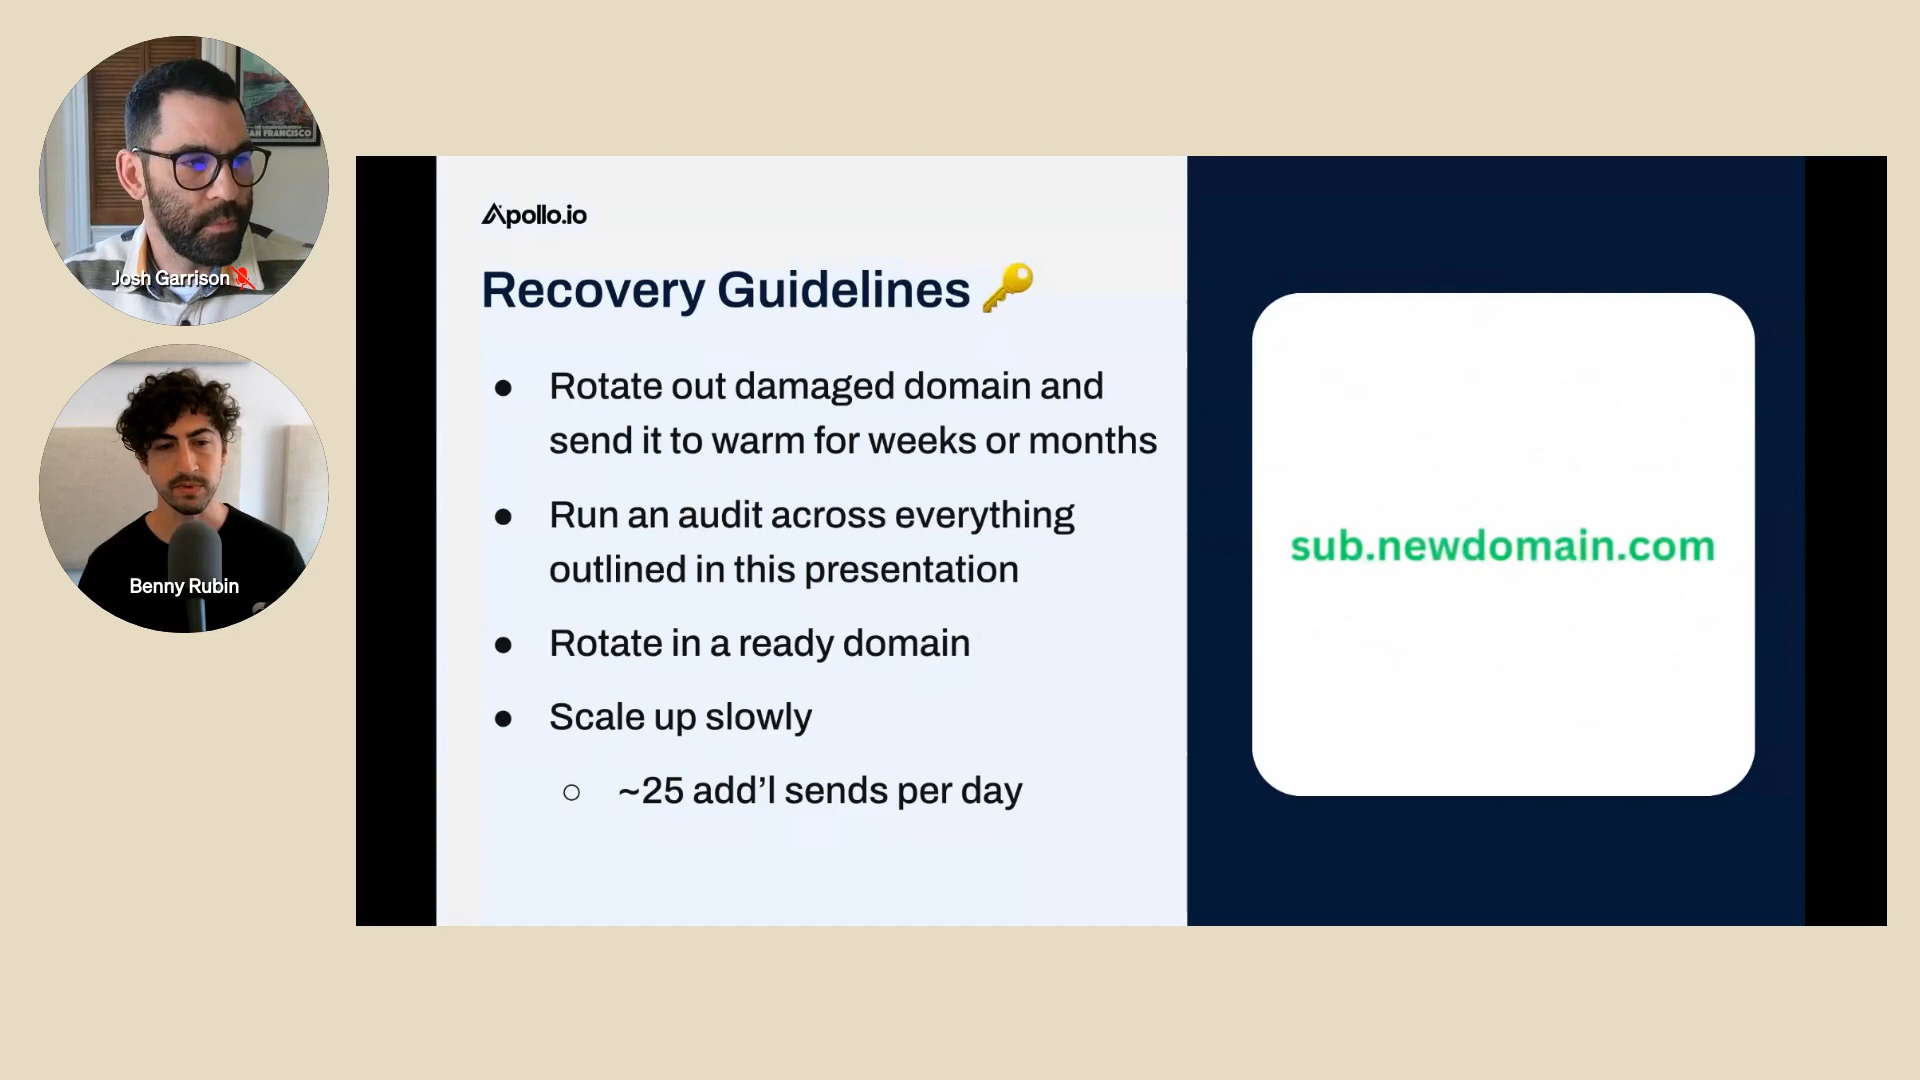 SAN FRANCISCO
Josh Garrison
Benny Rubin
Apollo.io
Recovery Guidelines
● Rotate out damaged domain and
send it to warm for weeks or months
● Run an audit across everything
outlined in this presentation
● Rotate in a ready domain
● Scale up slowly
○ ~25 add’l sends per day
sub.newdomain.com